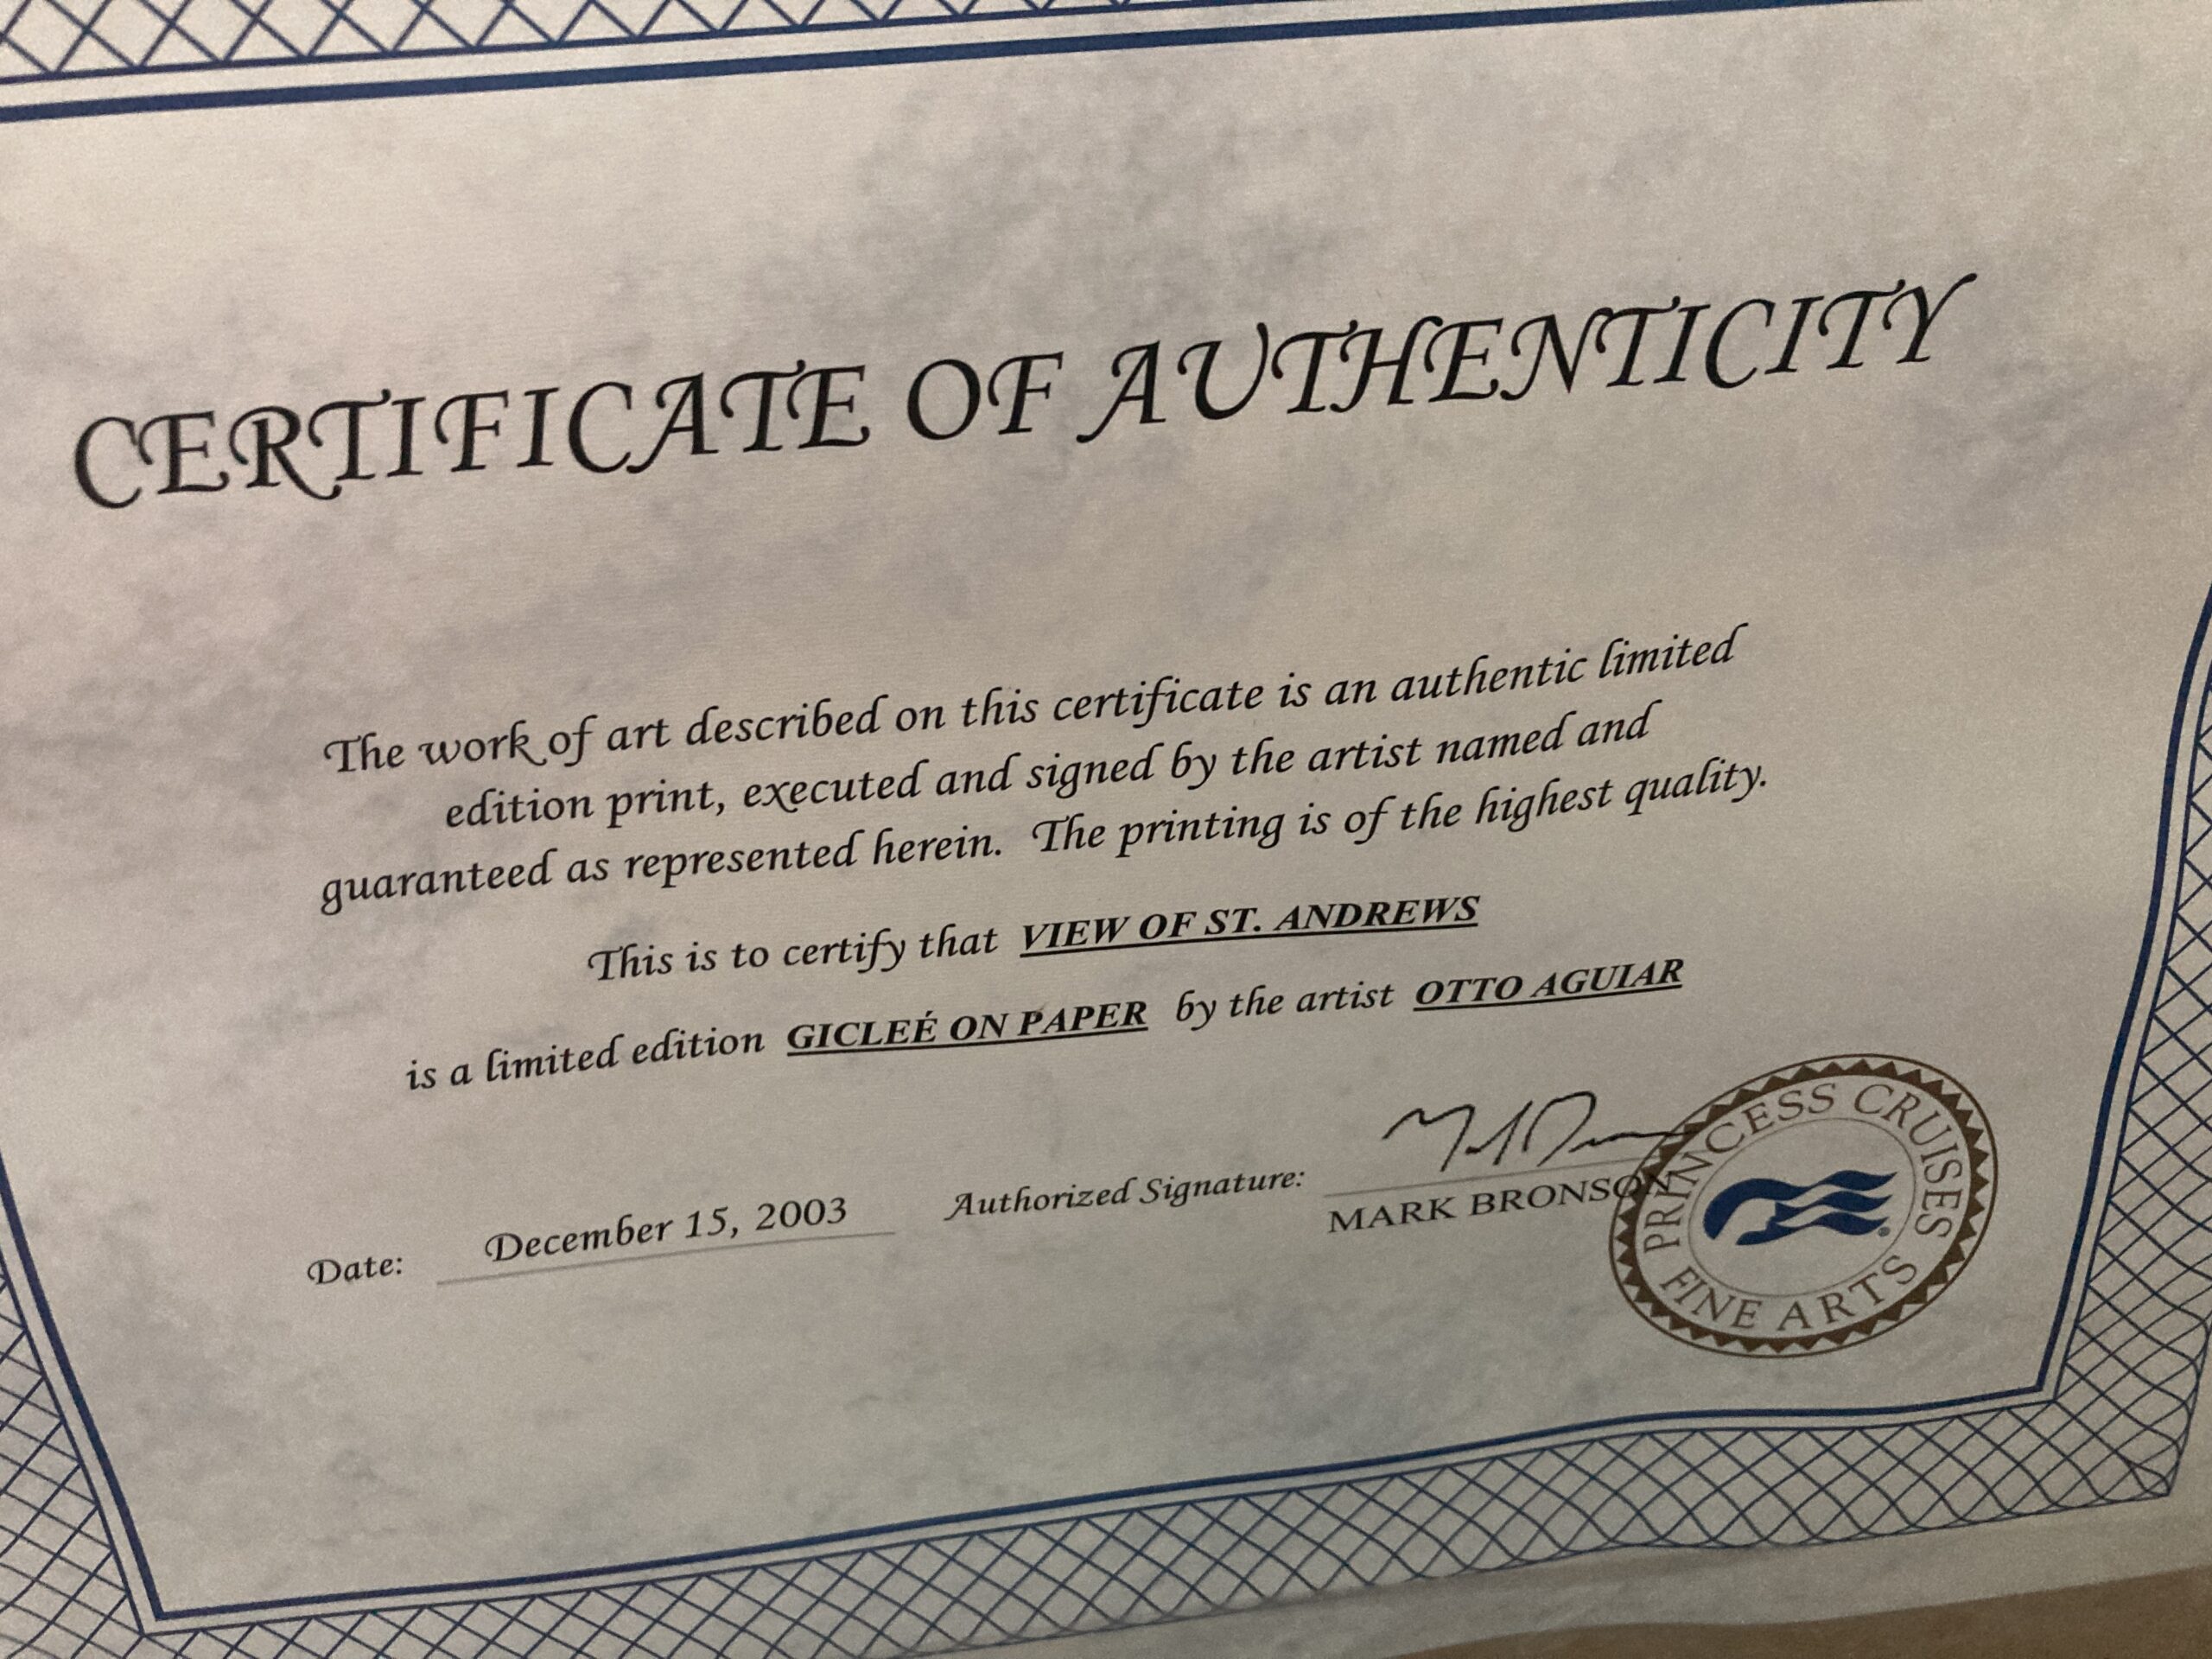 CERTIFICATE OF AUTHENTICITY
The work of art described on this certificate is an authentic limited
edition print, executed and signed by the artist named and
guaranteed as represented herein. The printing is of the highest quality.
This is to certify that VIEW OF ST. ANDREWS
is a limited edition GICLEÉ ON PAPER by the artist OTTO AGUIAR
Date: December 15, 2003 Authorized Signature:
MARK BRONSON
PRINCESS CRUISES
FINE ARTS